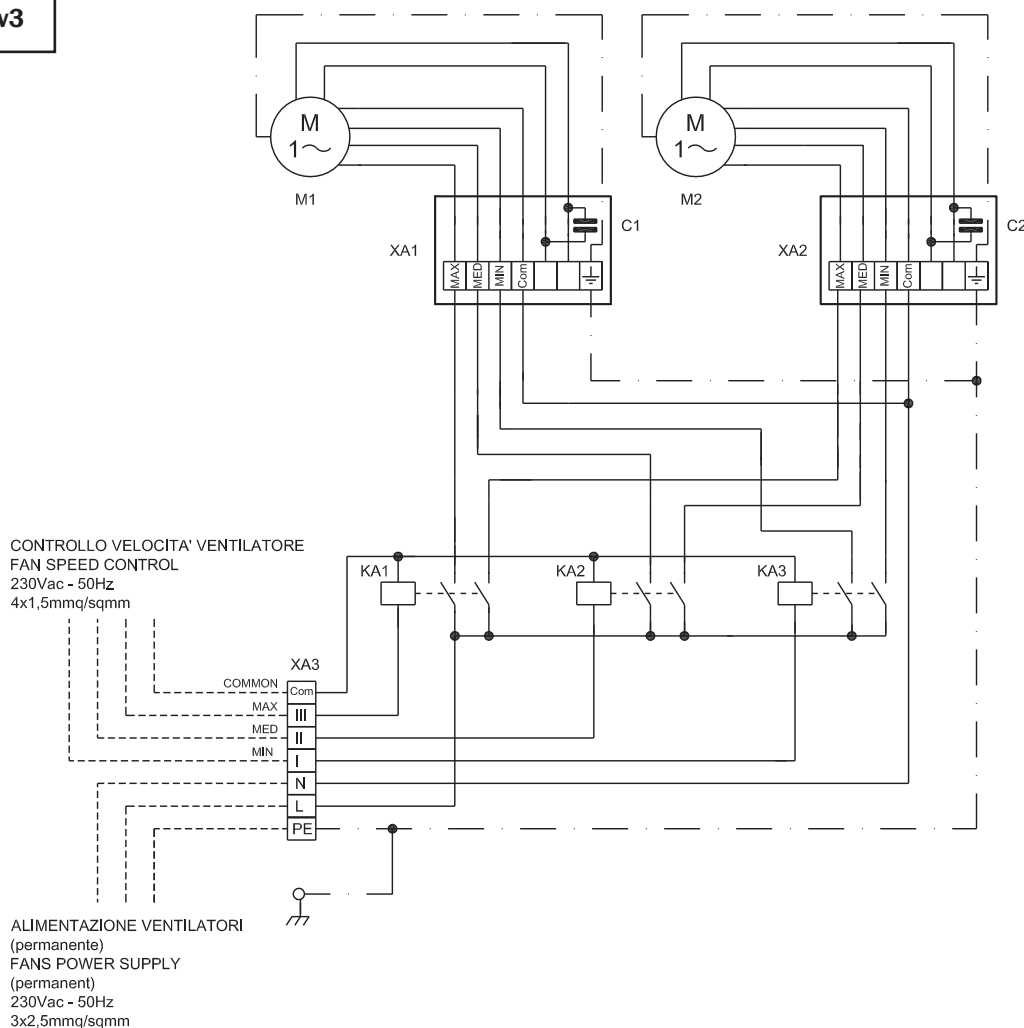 w3
M
1~
M1
M
1~
M2
C1
XA1
MAX
MED
MIN
Com
C2
XA2
MAX
MED
MIN
Com
CONTROLLO VELOCITA' VENTILATORE
FAN SPEED CONTROL
230Vac - 50Hz
4x1,5mmq/sqmm
KA1
KA2
KA3
XA3
COMMON
Com
MAX
III
MED
II
MIN
I
N
L
PE
ALIMENTAZIONE VENTILATORI
(permanente)
FANS POWER SUPPLY
(permanent)
230Vac - 50Hz
3x2,5mmq/sqmm